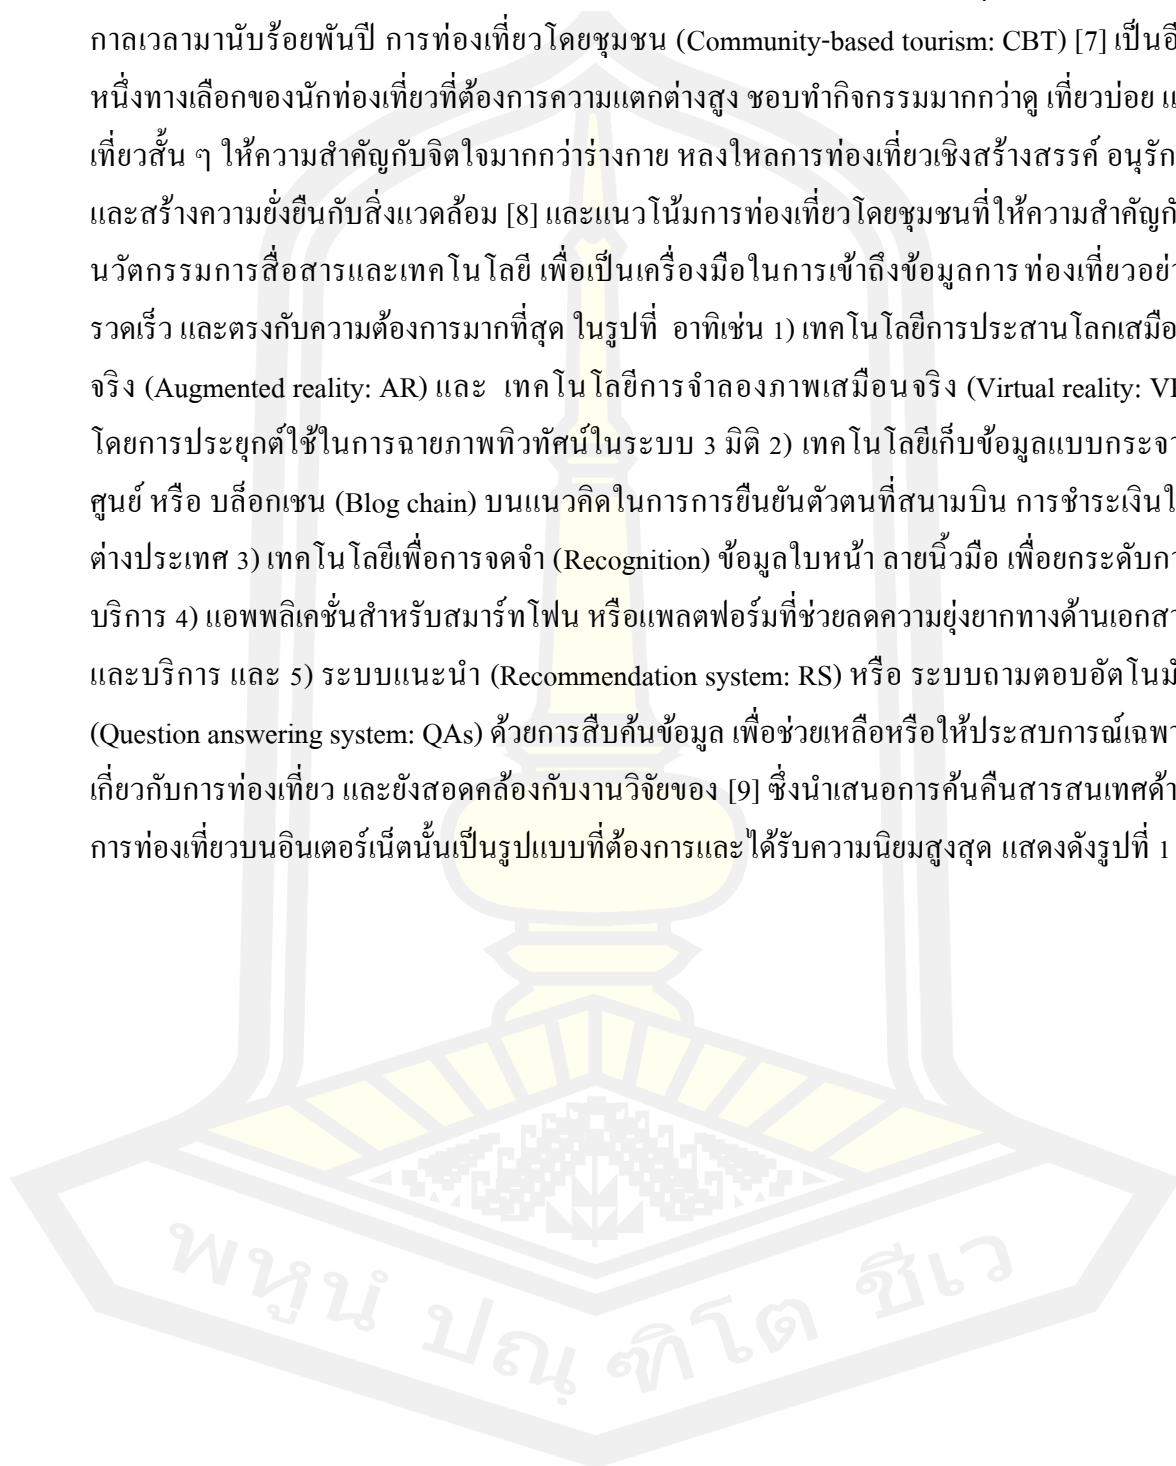 กาลเวลามานับร้อยพันปี การท่องเที่ยวโดยชุมชน (Community-based tourism: CBT) [7] เป็นอี
หนึ่งทางเลือกของนักท่องเที่ยวที่ต้องการความแตกต่างสูง ชอบทำกิจกรรมมากกว่าดู เที่ยวบ่อย แ
เที่ยวสั้น ๆ ให้ความสำคัญกับจิตใจมากกว่าร่างกาย หลงใหลการท่องเที่ยวเชิงสร้างสรรค์ อนุรัก
และสร้างความยั่งยืนกับสิ่งแวดล้อม [8] และแนวโน้มการท่องเที่ยวโดยชุมชนที่ให้ความสำคัญกั
นวัตกรรมการสื่อสารและเทคโนโลยี เพื่อเป็นเครื่องมือในการเข้าถึงข้อมูลการท่องเที่ยวอย่า
รวดเร็ว และตรงกับความต้องการมากที่สุด ในรูปที่ อาทิเช่น 1) เทคโนโลยีการประสานโลกเสมือ
จริง (Augmented reality: AR) และ เทคโนโลยีการจำลองภาพเสมือนจริง (Virtual reality: VI
โดยการประยุกต์ใช้ในการฉายภาพทิวทัศน์ในระบบ 3 มิติ 2) เทคโนโลยีเก็บข้อมูลแบบกระจา
ศูนย์ หรือ บล็อกเชน (Blog chain) บนแนวคิดในการการยืนยันตัวตนที่สนามบิน การชำระเงินใ
ต่างประเทศ 3) เทคโนโลยีเพื่อการจดจำ (Recognition) ข้อมูลใบหน้า ลายนิ้วมือ เพื่อยกระดับกา
บริการ 4) แอพพลิเคชั่นสำหรับสมาร์ทโฟน หรือแพลตฟอร์มที่ช่วยลดความยุ่งยากทางด้านเอกสา
และบริการ และ 5) ระบบแนะนำ (Recommendation system: RS) หรือ ระบบถามตอบอัตโนมั
(Question answering system: QAs) ด้วยการสืบค้นข้อมูล เพื่อช่วยเหลือหรือให้ประสบการณ์เฉพา
เกี่ยวกับการท่องเที่ยว และยังสอดคล้องกับงานวิจัยของ [9] ซึ่งนำเสนอการค้นคืนสารสนเทศด้า
การท่องเที่ยวบนอินเตอร์เน็ตนั้นเป็นรูปแบบที่ต้องการและได้รับความนิยมสูงสุด แสดงดังรูปที่ 1
พหูนํ ปณฺฑิโต ชีเว